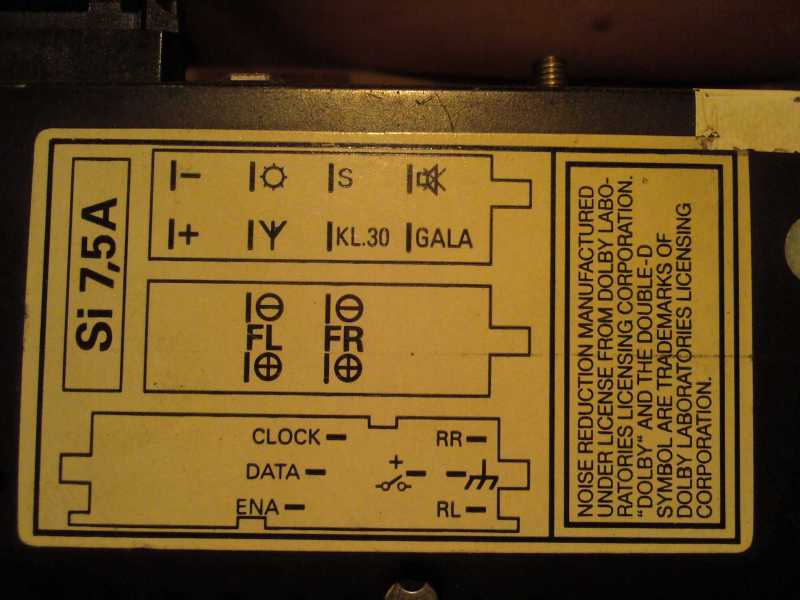 Si 7,5A
− ☼ S
+ KL.30 GALA
⊖ ⊖
FL FR
⊕ ⊕
CLOCK RR
DATA +
ENA RL
NOISE REDUCTION MANUFACTURED
UNDER LICENSE FROM DOLBY LABO-
RATORIES LICENSING CORPORATION.
"DOLBY" AND THE DOUBLE-D
SYMBOL ARE TRADEMARKS OF
DOLBY LABORATORIES LICENSING
CORPORATION.